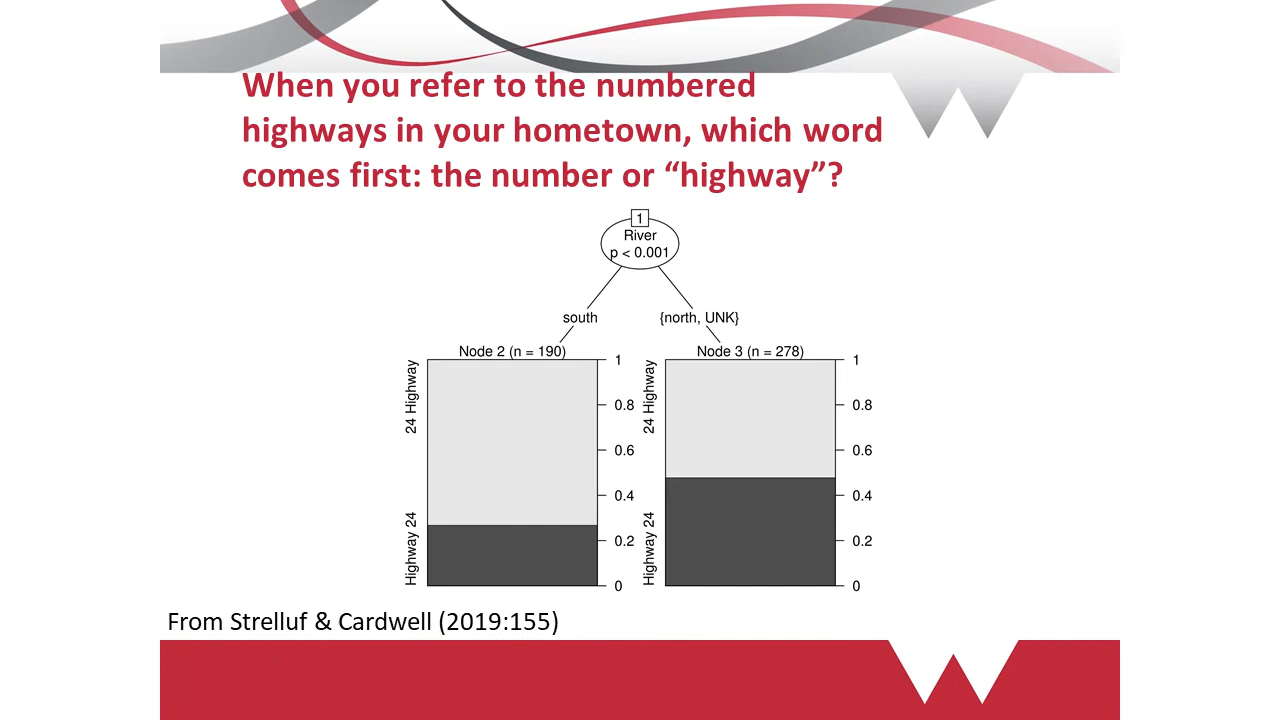 When you refer to the numbered
highways in your hometown, which word
comes first: the number or “highway”?
1
River
p < 0.001
south
{north, UNK}
Node 2 (n = 190)
24 Highway
Highway 24
1
0.8
0.6
0.4
0.2
0
Node 3 (n = 278)
24 Highway
Highway 24
1
0.8
0.6
0.4
0.2
0
From Strelluf & Cardwell (2019:155)